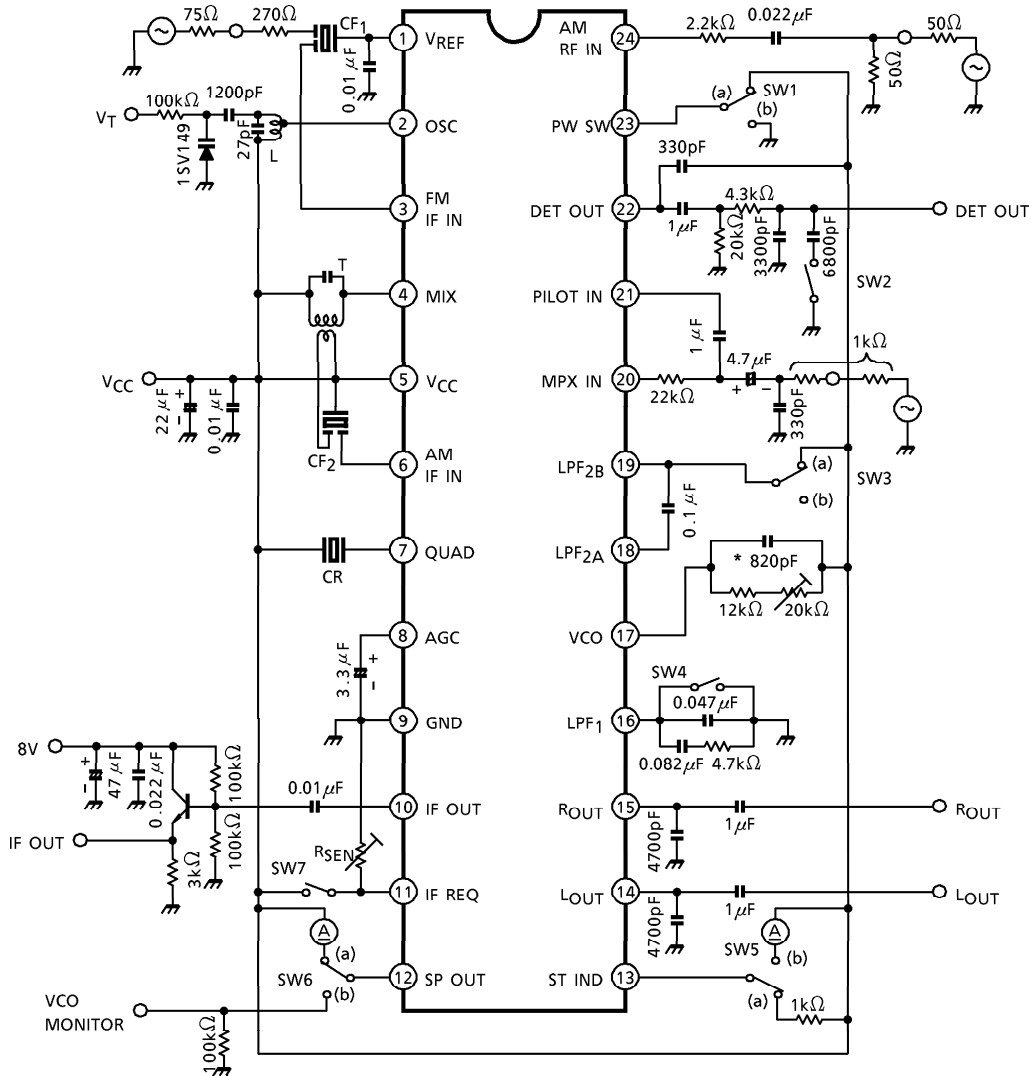 75Ω 270Ω CF1
0.01μF
1 VREF
AM RF IN 24
2.2kΩ 0.022μF 50Ω
50Ω
VT 100kΩ 1200pF
1SV149
27pF
L
2 OSC
PW SW 23
(a) SW1
(b)
330pF
3 FM IF IN
DET OUT 22
1μF
4.3kΩ
20kΩ
3300pF
6800pF
DET OUT
SW2
T
4 MIX
PILOT IN 21
1μF
VCC
22μF + −
0.01μF
5 VCC
MPX IN 20
22kΩ
4.7μF
+ −
1kΩ
330pF
CF2
6 AM IF IN
LPF2B 19
(a)
SW3
(b)
0.1μF
CR
7 QUAD
LPF2A 18
* 820pF
12kΩ 20kΩ
8 AGC
VCO 17
3.3μF + −
SW4
0.047μF
0.082μF 4.7kΩ
9 GND
LPF1 16
8V
+ −
47μF
0.022μF
100kΩ
100kΩ
0.01μF
10 IF OUT
ROUT 15
1μF
4700pF
ROUT
IF OUT
3kΩ
RSEN
SW7
11 IF REQ
LOUT 14
1μF
4700pF
LOUT
A
(a)
SW6
(b)
12 SP OUT
ST IND 13
A
SW5
(b)
(a)
1kΩ
VCO
MONITOR
100kΩ